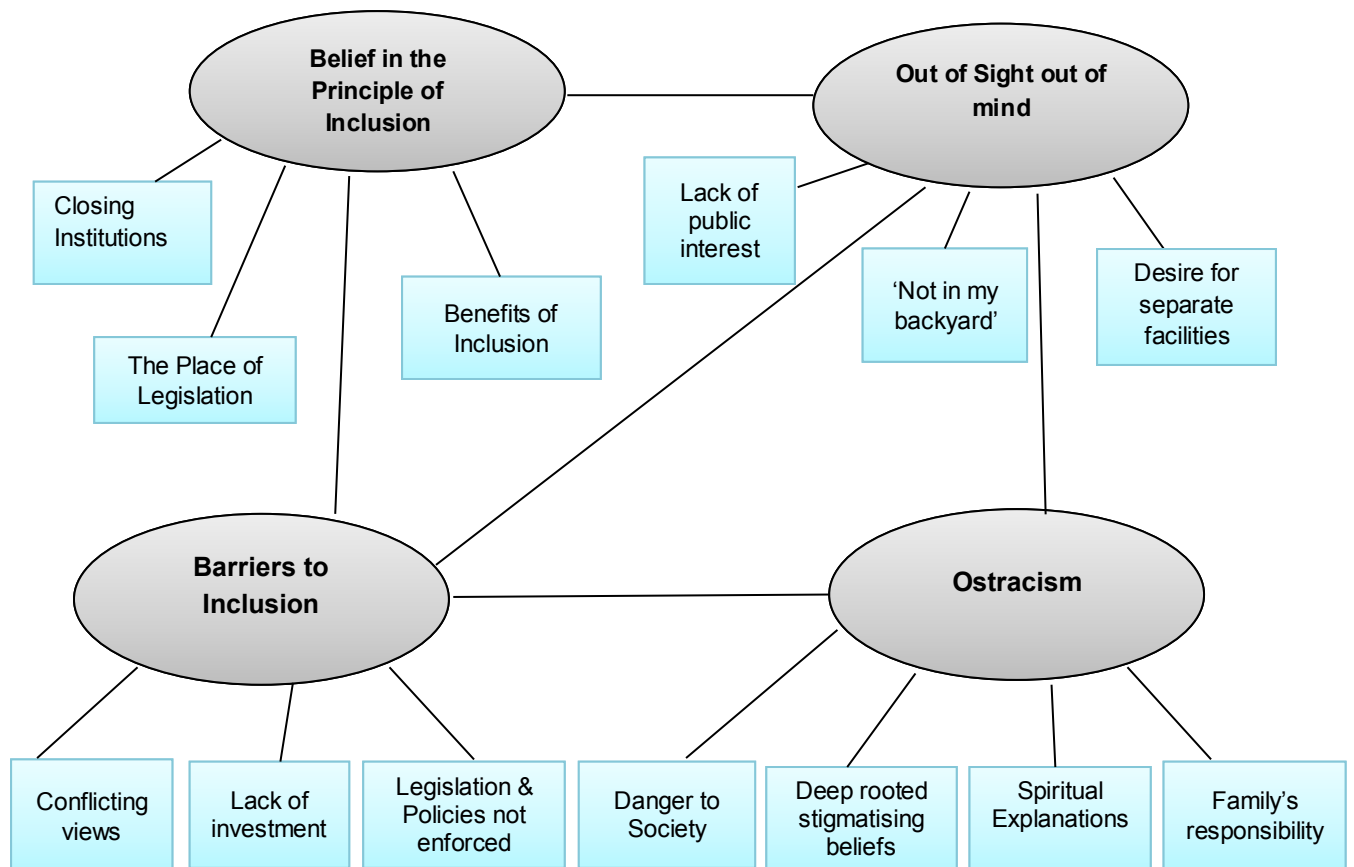 Belief in the
Principle of
Inclusion
Out of Sight out of
mind
Closing
Institutions
The Place of
Legislation
Benefits of
Inclusion
Lack of
public
interest
‘Not in my
backyard’
Desire for
separate
facilities
Barriers to
Inclusion
Ostracism
Conflicting
views
Lack of
investment
Legislation &
Policies not
enforced
Danger to
Society
Deep rooted
stigmatising
beliefs
Spiritual
Explanations
Family’s
responsibility